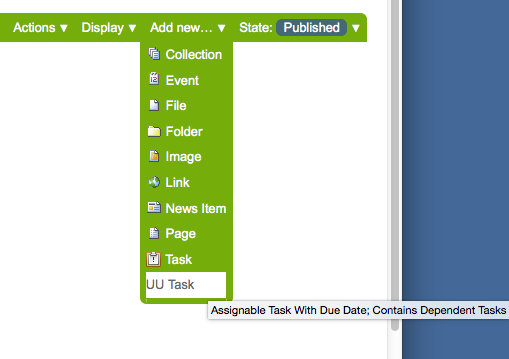 Actions ▼ Display ▼ Add new… ▼ State: Published ▼
Collection
Event
File
Folder
Image
Link
News Item
Page
Task
UU Task
Assignable Task With Due Date; Contains Dependent Tasks